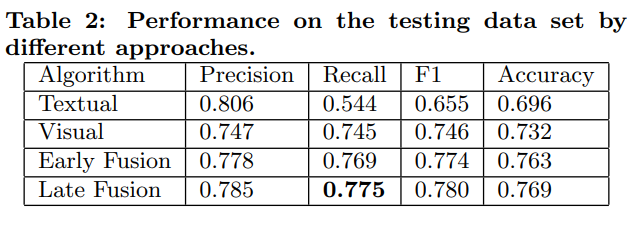 Table 2: Performance on the testing data set by
different approaches.
Algorithm Precision Recall F1 Accuracy
Textual 0.806 0.544 0.655 0.696
Visual 0.747 0.745 0.746 0.732
Early Fusion 0.778 0.769 0.774 0.763
Late Fusion 0.785 0.775 0.780 0.769